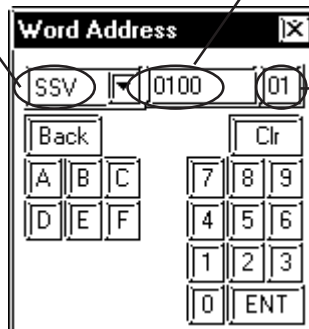 Word Address X
SSV 0100 01
Back Clr
A B C 7 8 9
D E F 4 5 6
1 2 3
0 ENT